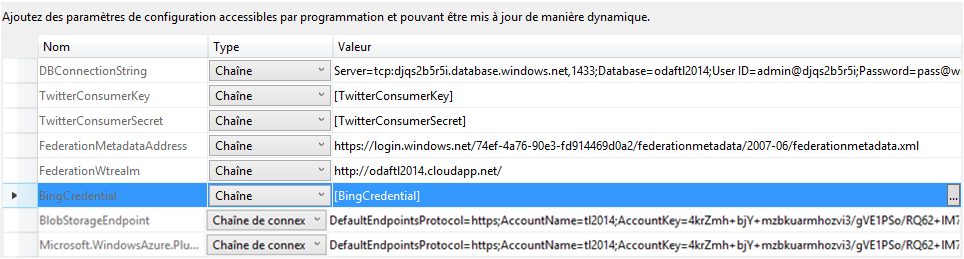 Ajoutez des paramètres de configuration accessibles par programmation et pouvant être mis à jour de manière dynamique.
Nom Type Valeur
DBConnectionString Chaîne Server=tcp:djqs2b5r5i.database.windows.net,1433;Database=odaftl2014;User ID=admin@djqs2b5r5i;Password=pass@w
TwitterConsumerKey Chaîne [TwitterConsumerKey]
TwitterConsumerSecret Chaîne [TwitterConsumerSecret]
FederationMetadataAddress Chaîne https://login.windows.net/74ef-4a76-90e3-fd914469d0a2/federationmetadata/2007-06/federationmetadata.xml
FederationWtrealm Chaîne http://odaftl2014.cloudapp.net/
BingCredential Chaîne [BingCredential] ...
BlobStorageEndpoint Chaîne de connex DefaultEndpointsProtocol=https;AccountName=tl2014;AccountKey=4krZmh+bjY+mzbkuarmhozvi3/gVE1PSo/RQ62+IM7
Microsoft.WindowsAzure.Plu... Chaîne de connex DefaultEndpointsProtocol=https;AccountName=tl2014;AccountKey=4krZmh+bjY+mzbkuarmhozvi3/gVE1PSo/RQ62+IM7